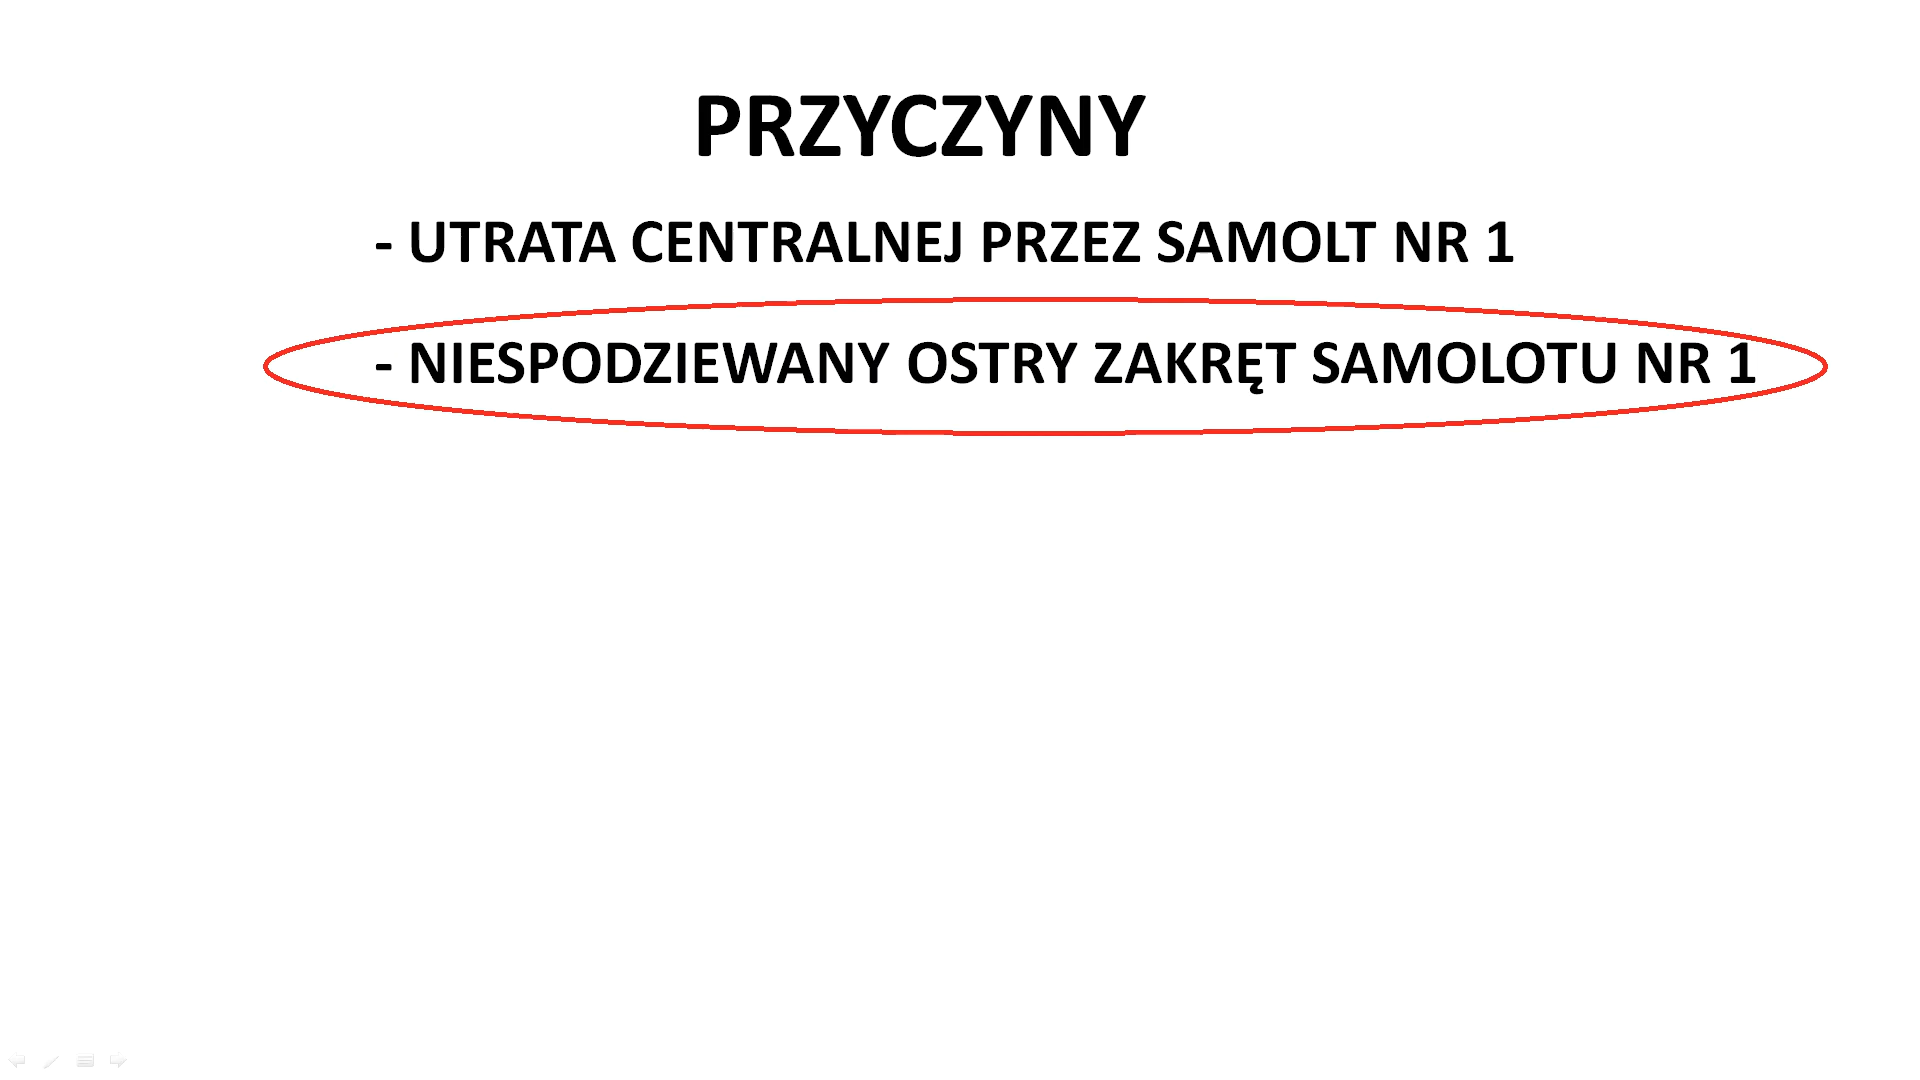 PRZYCZYNY
- UTRATA CENTRALNEJ PRZEZ SAMOLT NR 1
- NIESPODZIEWANY OSTRY ZAKRĘT SAMOLOTU NR 1